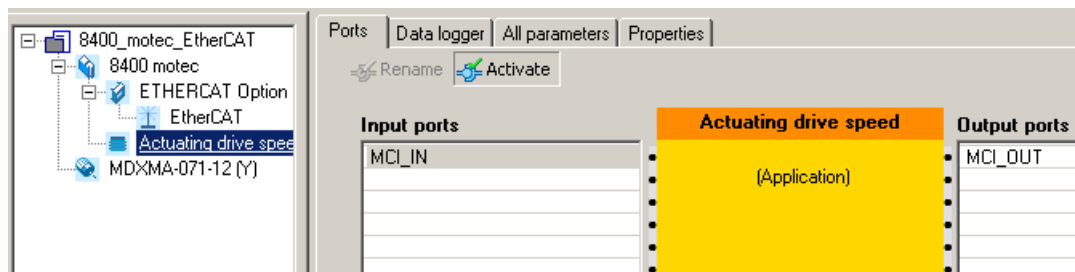 8400_motec_EtherCAT
8400 motec
ETHERCAT Option
EtherCAT
Actuating drive spee
MDXMA-071-12 (Y)
Ports Data logger All parameters Properties
Rename Activate
Input ports Actuating drive speed Output ports
MCI_IN (Application) MCI_OUT